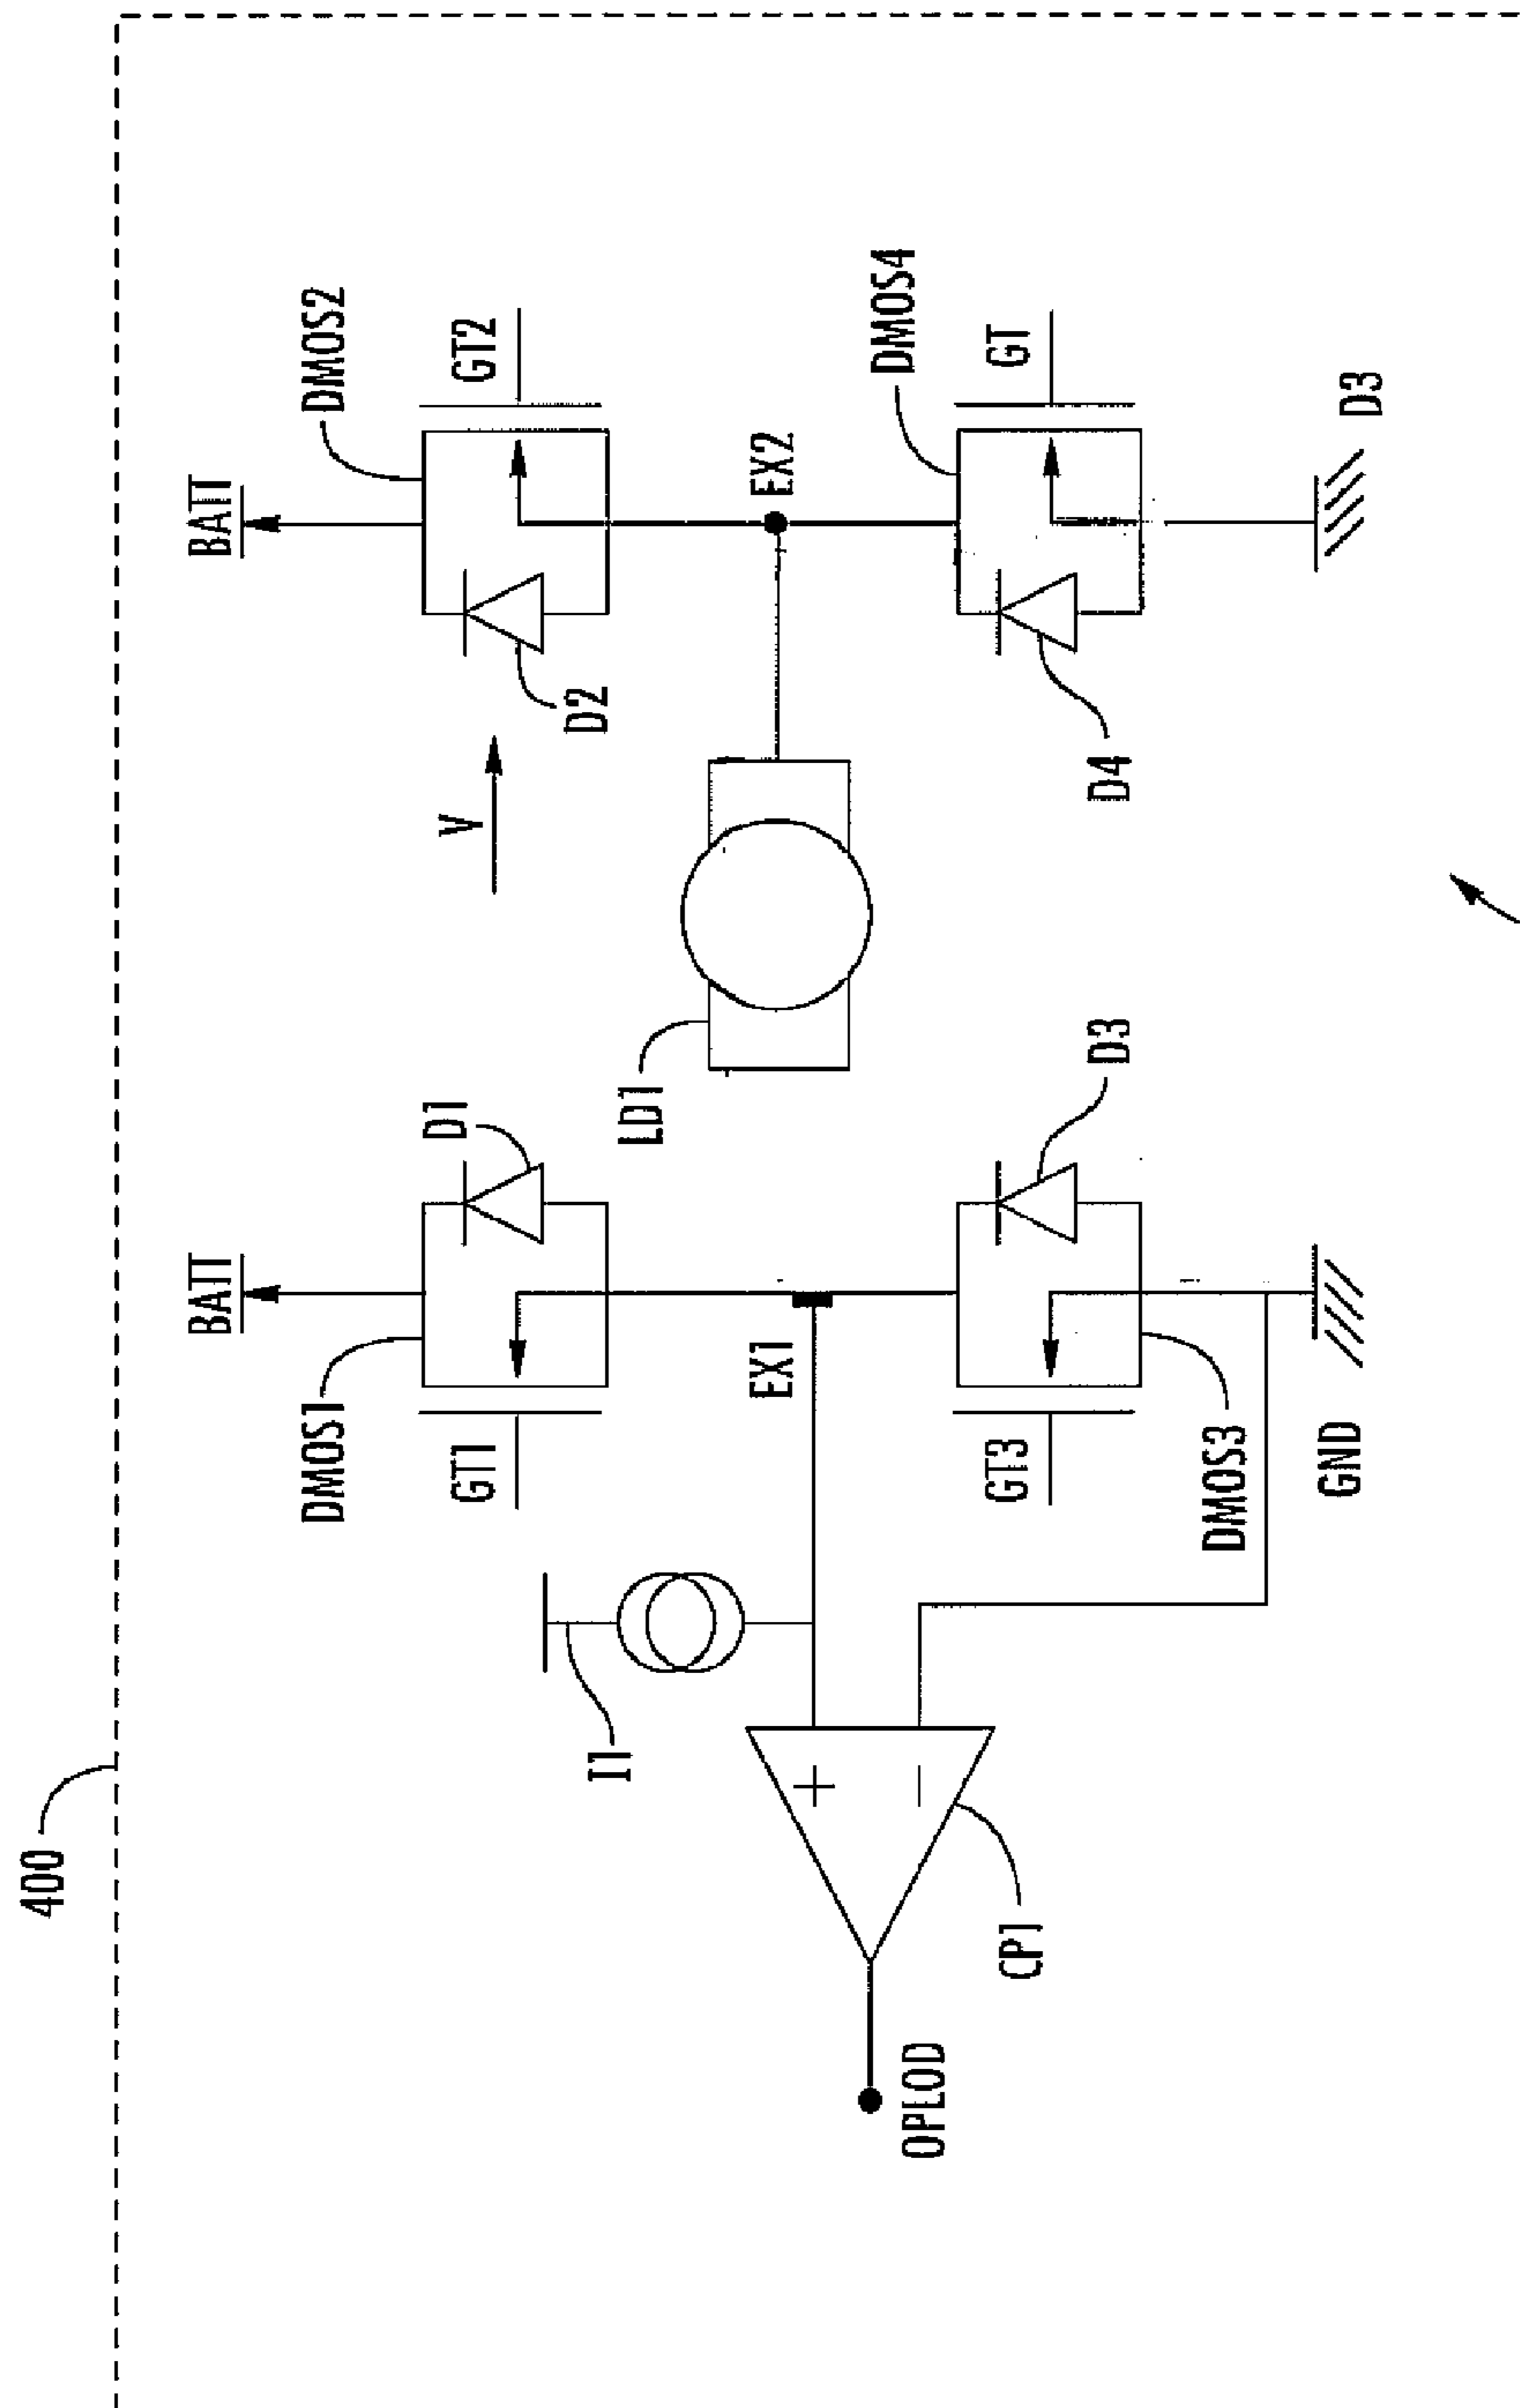 400
BATT
BATT
DMOS1
DMOS2
D1
GT1
GT2
V
D2
I1
LD1
EX1
EX2
DMOS4
OPLOD
CP1
GT3
GT
D3
D4
DMOS3
GND
D3